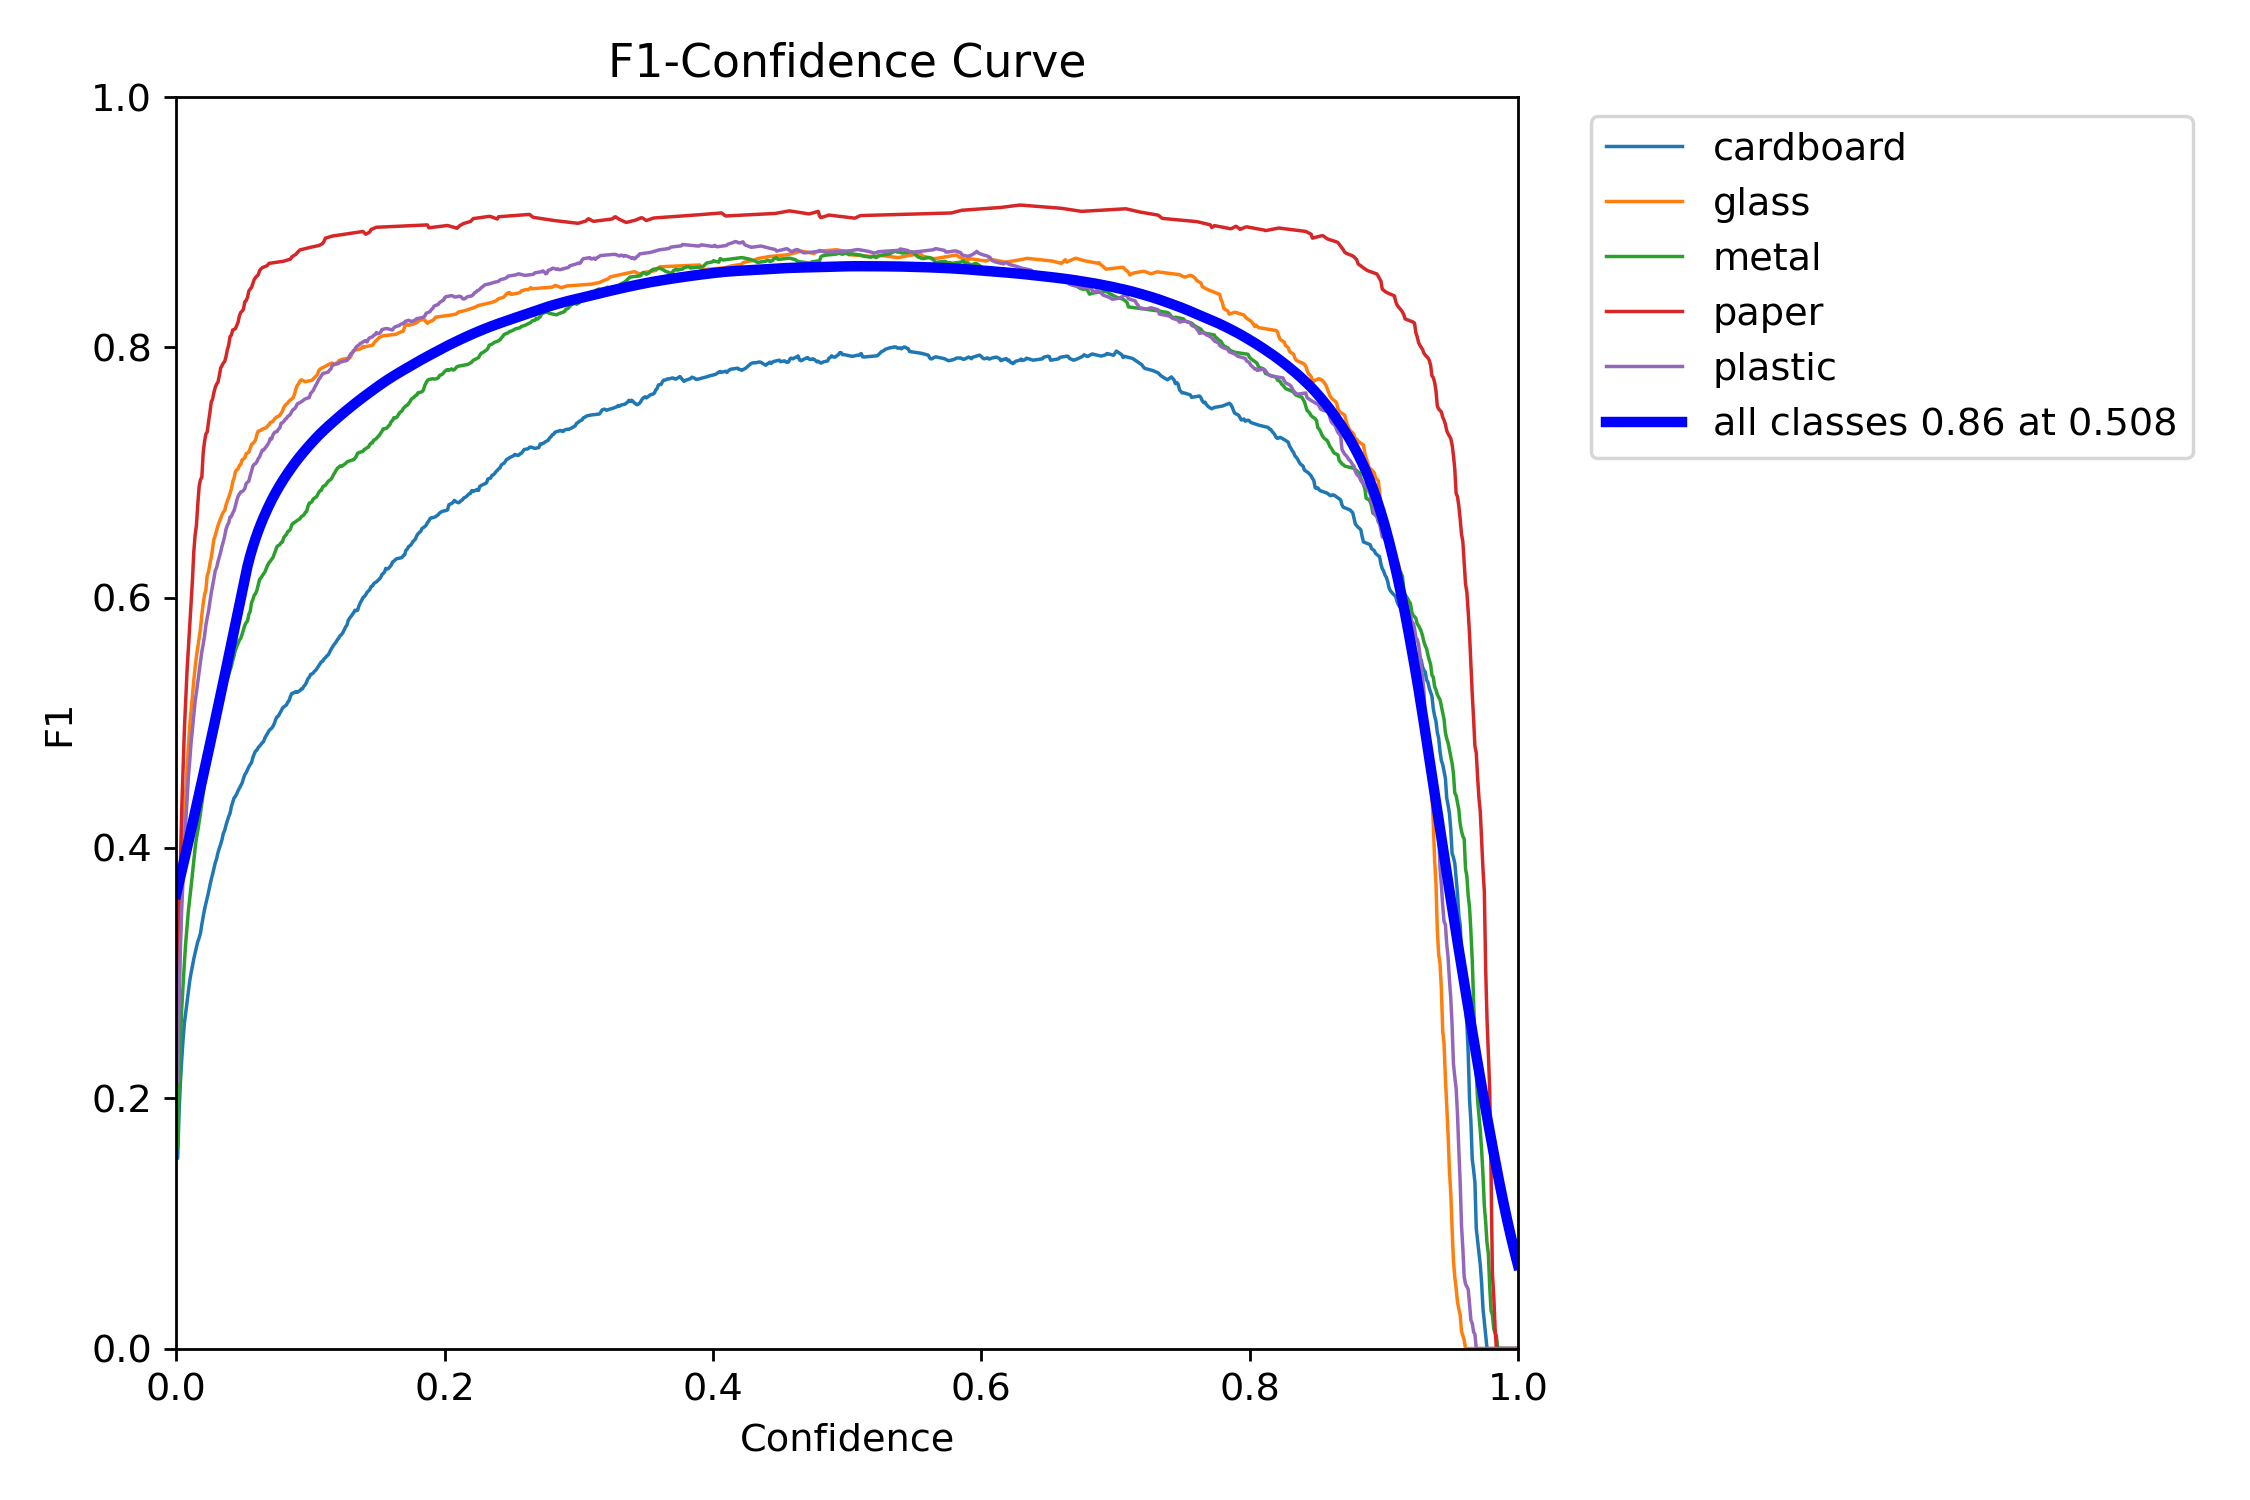 F1-Confidence Curve
1.0
0.8
0.6
0.4
0.2
0.0
F1
0.0 0.2 0.4 0.6 0.8 1.0
Confidence
cardboard
glass
metal
paper
plastic
all classes 0.86 at 0.508